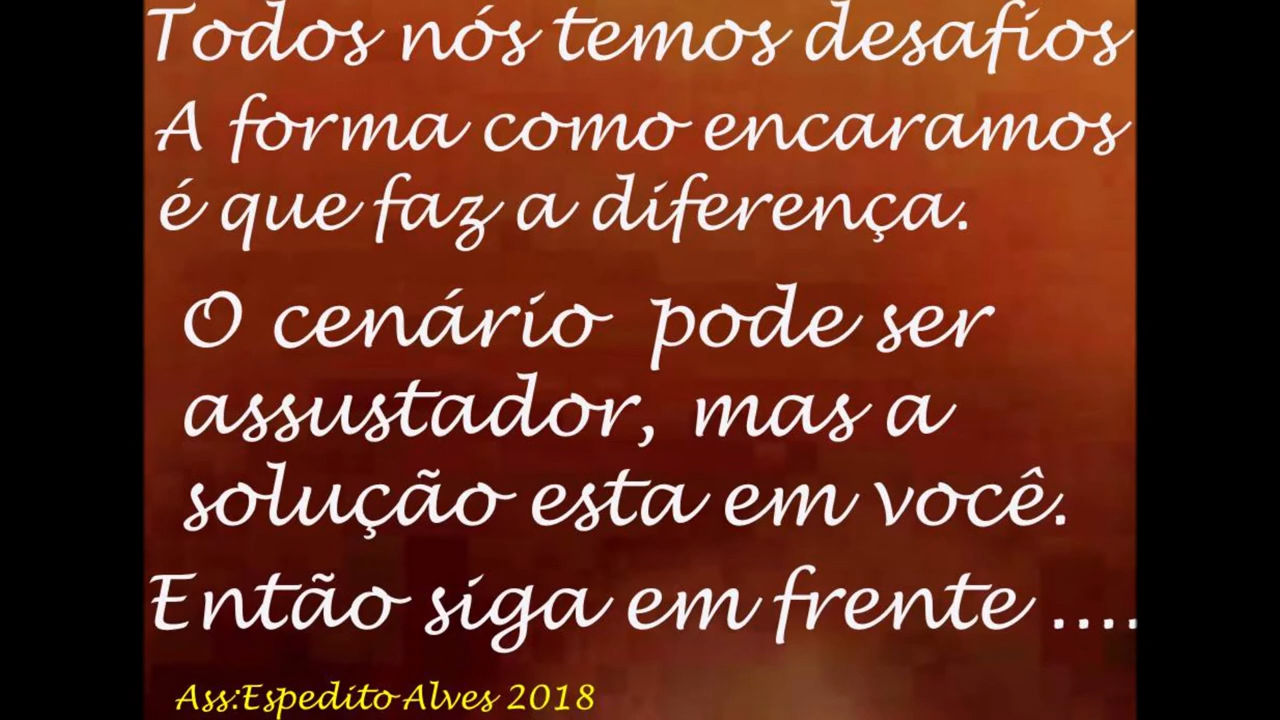 Todos nós temos desafios
A forma como encaramos
é que faz a diferença.
O cenário pode ser
assustador, mas a
solução esta em você.
Então siga em frente ....
Ass:Espedito Alves 2018